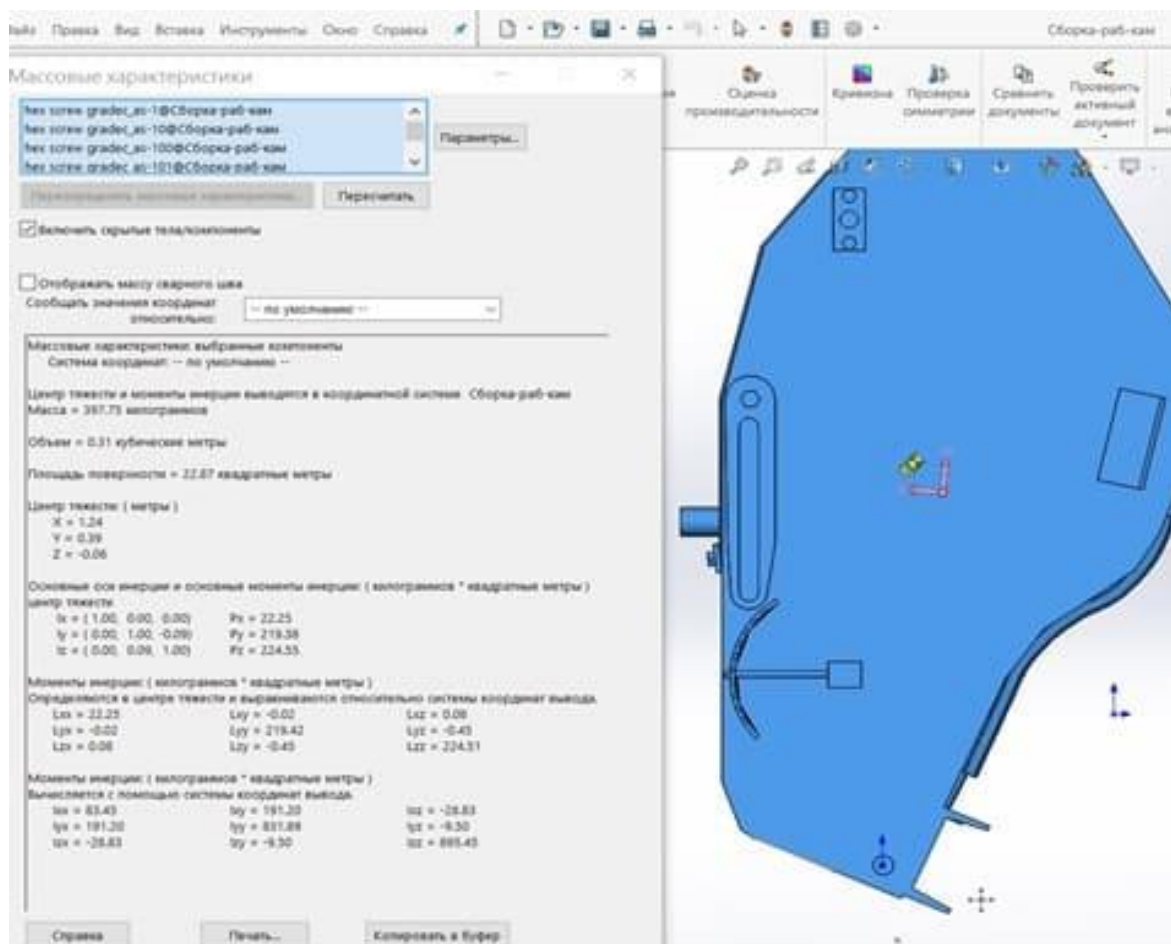 Файл Правка Вид Вставка Инструменты Окно Справка
Сборка-раб-кам
Массовые характеристики
hex screw gradec_as-1@Сборка-раб-кам
hex screw gradec_as-10@Сборка-раб-кам
hex screw gradec_as-100@Сборка-раб-кам
hex screw gradec_as-101@Сборка-раб-кам
Параметры...
Переопределить массовые характеристики...
Пересчитать
Включить скрытые тела/компоненты
Отображать массу сварного шва
Сообщать значения координат
относительно:
-- по умолчанию --
Оценка
производительности
Кривизна
Проверка
симметрии
Сравнить
документы
Проверить
активный
документ
Массовые характеристики: выбранные компоненты
Система координат: -- по умолчанию --
Центр тяжести и моменты инерции выводятся в координатной системе Сборка-раб-кам
Масса = 397.75 килограммов
Объем = 0.31 кубические метры
Площадь поверхности = 22.87 квадратные метры
Центр тяжести: ( метры )
X = 1.24
Y = 0.39
Z = -0.06
Основные оси инерции и основные моменты инерции: ( килограммов * квадратные метры )
центр тяжести
Ix = ( 1.00, 0.00, 0.00) Px = 22.25
Iy = ( 0.00, 1.00, -0.09) Py = 219.38
Iz = ( 0.00, 0.09, 1.00) Pz = 224.55
Моменты инерции: ( килограммов * квадратные метры )
Определяются в центре тяжести и выравниваются относительно системы координат вывода.
Lxx = 22.25 Lxy = -0.02 Lxz = 0.08
Lyx = -0.02 Lyy = 219.42 Lyz = -0.45
Lzx = 0.08 Lzy = -0.45 Lzz = 224.51
Моменты инерции: ( килограммов * квадратные метры )
Вычисляется с помощью системы координат вывода.
Ixx = 83.45 Ixy = 191.20 Ixz = -28.83
Iyx = 191.20 Iyy = 831.89 Iyz = -9.50
Izx = -28.83 Izy = -9.50 Izz = 895.45
Справка
Печать...
Копировать в буфер